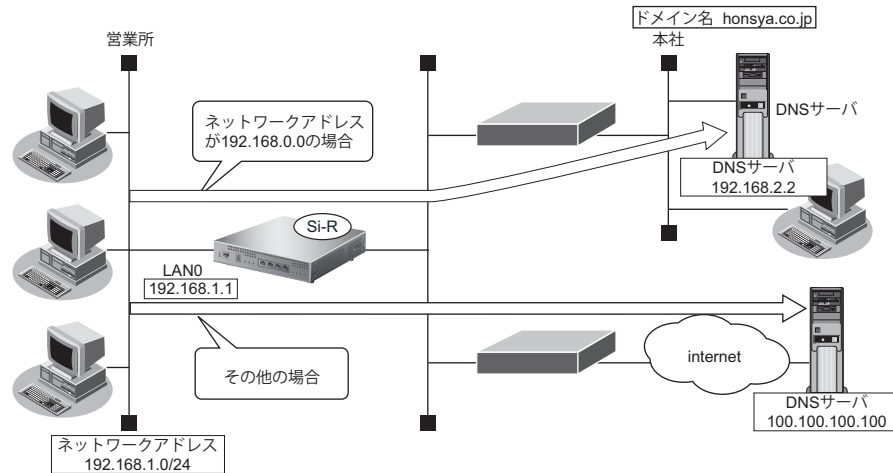 ドメイン名 honsya.co.jp
営業所
本社
ネットワークアドレス
が192.168.0.0の場合
DNSサーバ
DNSサーバ
192.168.2.2
Si-R
LAN0
192.168.1.1
その他の場合
internet
DNSサーバ
100.100.100.100
ネットワークアドレス
192.168.1.0/24